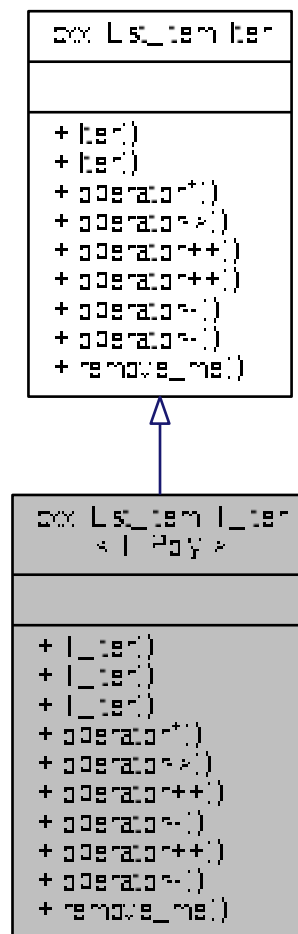 cxx::List_item::Iter
+ Iter()
+ Iter()
+ operator*()
+ operator->()
+ operator++()
+ operator++()
+ operator--()
+ operator--()
+ remove_me()
cxx::List_item::T_iter
< T, Poly >
+ T_iter()
+ T_iter()
+ T_iter()
+ operator*()
+ operator->()
+ operator++()
+ operator--()
+ operator++()
+ operator--()
+ remove_me()